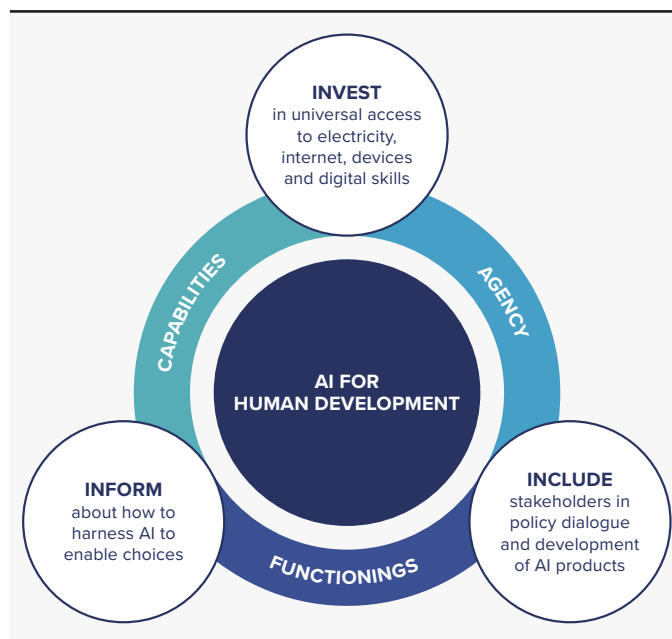 INVEST
in universal access
to electricity,
internet, devices
and digital skills
CAPABILITIES
AGENCY
AI FOR
HUMAN DEVELOPMENT
INFORM
about how to
harness AI to
enable choices
INCLUDE
stakeholders in
policy dialogue
and development
of AI products
FUNCTIONINGS